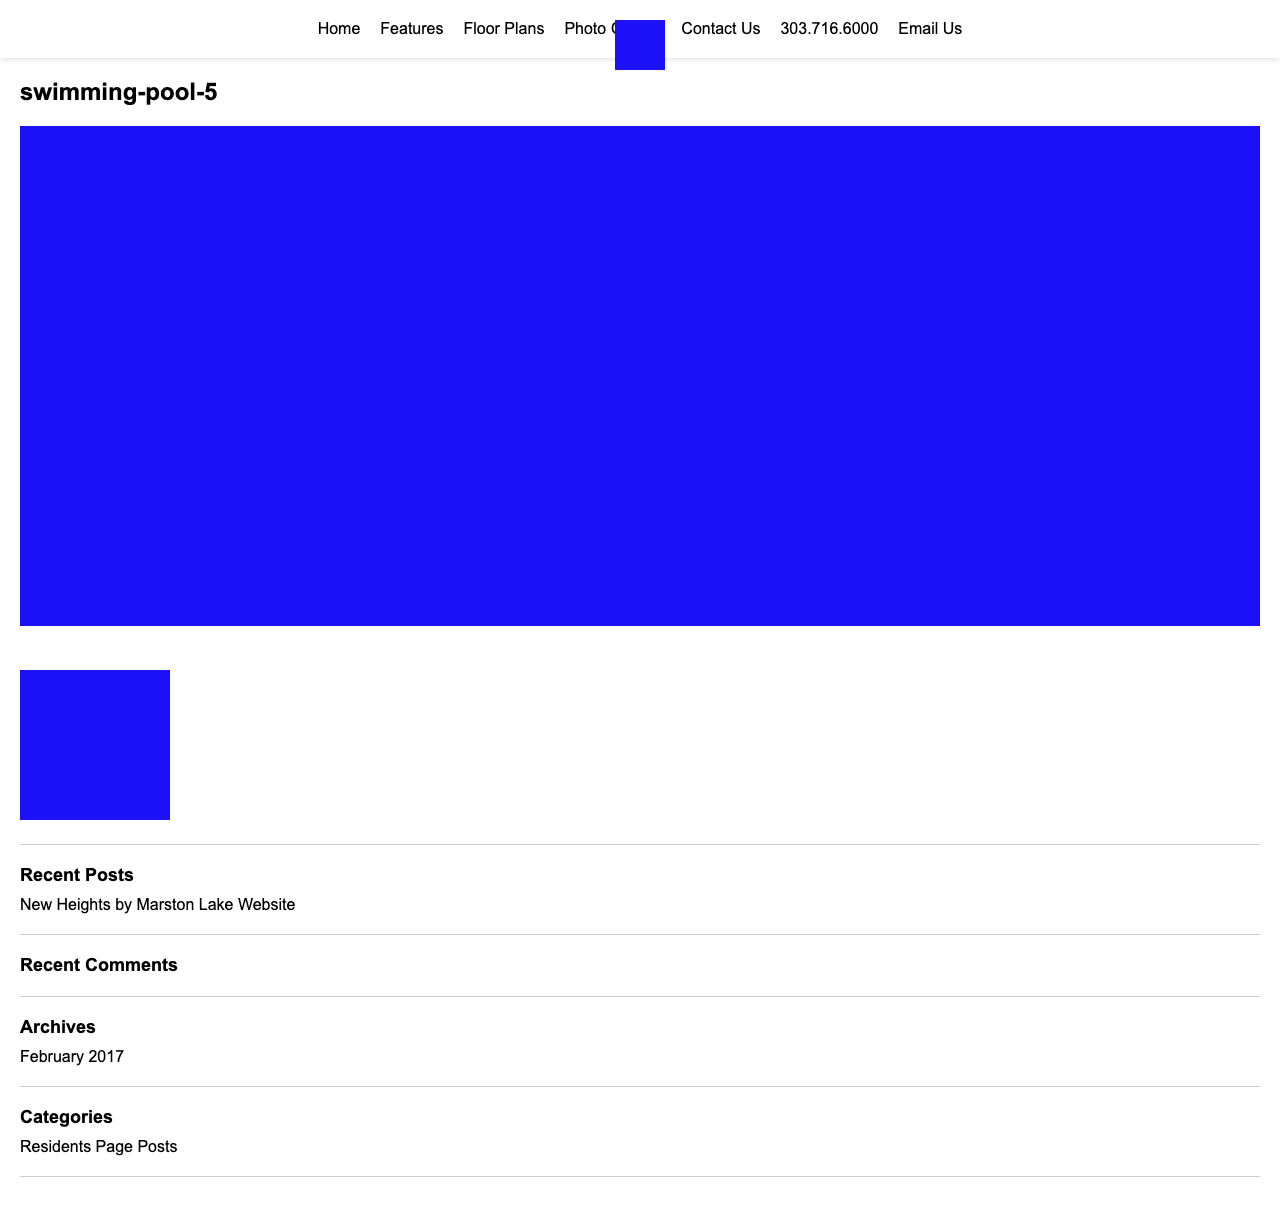 Home Features Floor Plans Photo Contact Us 303.716.6000 Email Us
swimming-pool-5
Recent Posts
New Heights by Marston Lake Website
Recent Comments
Archives
February 2017
Categories
Residents Page Posts